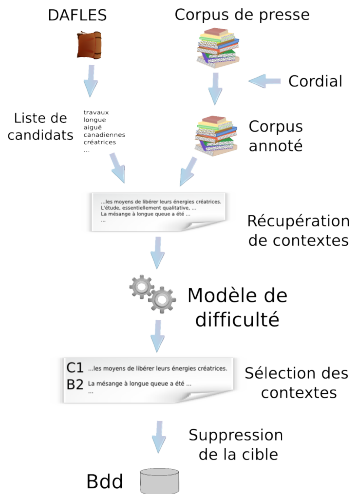 DAFLES
Corpus de presse
Cordial
Liste de
candidats
travaux
longue
aiguë
canadiennes
créatrices
...
Corpus
annoté
...les moyens de libérer leurs énergies créatrices.
L'étude, essentiellement qualitative, ...
La mésange à longue queue a été ...
...
Récupération
de contextes
Modèle de
difficulté
C1 ...les moyens de libérer leurs énergies créatrices.
B2 La mésange à longue queue a été ...
...
Sélection des
contextes
Suppression
de la cible
Bdd